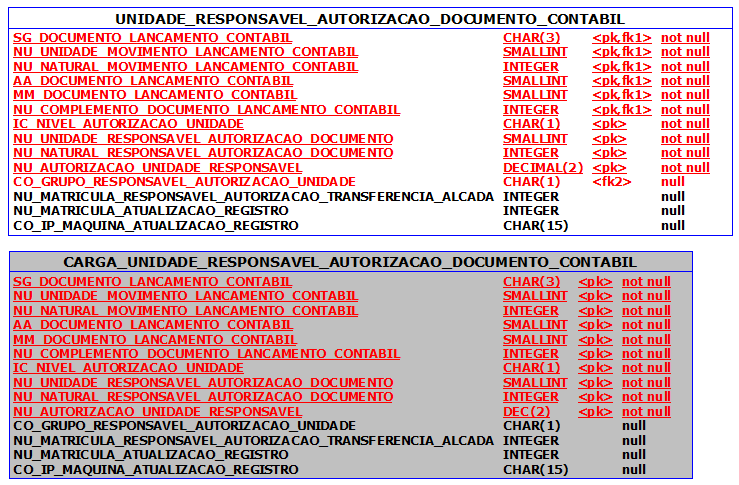 UNIDADE_RESPONSAVEL_AUTORIZACAO_DOCUMENTO_CONTABIL
SG_DOCUMENTO_LANCAMENTO_CONTABIL CHAR(3) <pk,fk1> not null
NU_UNIDADE_MOVIMENTO_LANCAMENTO_CONTABIL SMALLINT <pk,fk1> not null
NU_NATURAL_MOVIMENTO_LANCAMENTO_CONTABIL INTEGER <pk,fk1> not null
AA_DOCUMENTO_LANCAMENTO_CONTABIL SMALLINT <pk,fk1> not null
MM_DOCUMENTO_LANCAMENTO_CONTABIL SMALLINT <pk,fk1> not null
NU_COMPLEMENTO_DOCUMENTO_LANCAMENTO_CONTABIL INTEGER <pk,fk1> not null
IC_NIVEL_AUTORIZACAO_UNIDADE CHAR(1) <pk> not null
NU_UNIDADE_RESPONSAVEL_AUTORIZACAO_DOCUMENTO SMALLINT <pk> not null
NU_NATURAL_RESPONSAVEL_AUTORIZACAO_DOCUMENTO INTEGER <pk> not null
NU_AUTORIZACAO_UNIDADE_RESPONSAVEL DECIMAL(2) <pk> not null
CO_GRUPO_RESPONSAVEL_AUTORIZACAO_UNIDADE CHAR(1) <fk2> null
NU_MATRICULA_RESPONSAVEL_AUTORIZACAO_TRANSFERENCIA_ALCADA INTEGER null
NU_MATRICULA_ATUALIZACAO_REGISTRO INTEGER null
CO_IP_MAQUINA_ATUALIZACAO_REGISTRO CHAR(15) null
CARGA_UNIDADE_RESPONSAVEL_AUTORIZACAO_DOCUMENTO_CONTABIL
SG_DOCUMENTO_LANCAMENTO_CONTABIL CHAR(3) <pk> not null
NU_UNIDADE_MOVIMENTO_LANCAMENTO_CONTABIL SMALLINT <pk> not null
NU_NATURAL_MOVIMENTO_LANCAMENTO_CONTABIL INTEGER <pk> not null
AA_DOCUMENTO_LANCAMENTO_CONTABIL SMALLINT <pk> not null
MM_DOCUMENTO_LANCAMENTO_CONTABIL SMALLINT <pk> not null
NU_COMPLEMENTO_DOCUMENTO_LANCAMENTO_CONTABIL INTEGER <pk> not null
IC_NIVEL_AUTORIZACAO_UNIDADE CHAR(1) <pk> not null
NU_UNIDADE_RESPONSAVEL_AUTORIZACAO_DOCUMENTO SMALLINT <pk> not null
NU_NATURAL_RESPONSAVEL_AUTORIZACAO_DOCUMENTO INTEGER <pk> not null
NU_AUTORIZACAO_UNIDADE_RESPONSAVEL DEC(2) <pk> not null
CO_GRUPO_RESPONSAVEL_AUTORIZACAO_UNIDADE CHAR(1) null
NU_MATRICULA_RESPONSAVEL_AUTORIZACAO_TRANSFERENCIA_ALCADA INTEGER null
NU_MATRICULA_ATUALIZACAO_REGISTRO INTEGER null
CO_IP_MAQUINA_ATUALIZACAO_REGISTRO CHAR(15) null